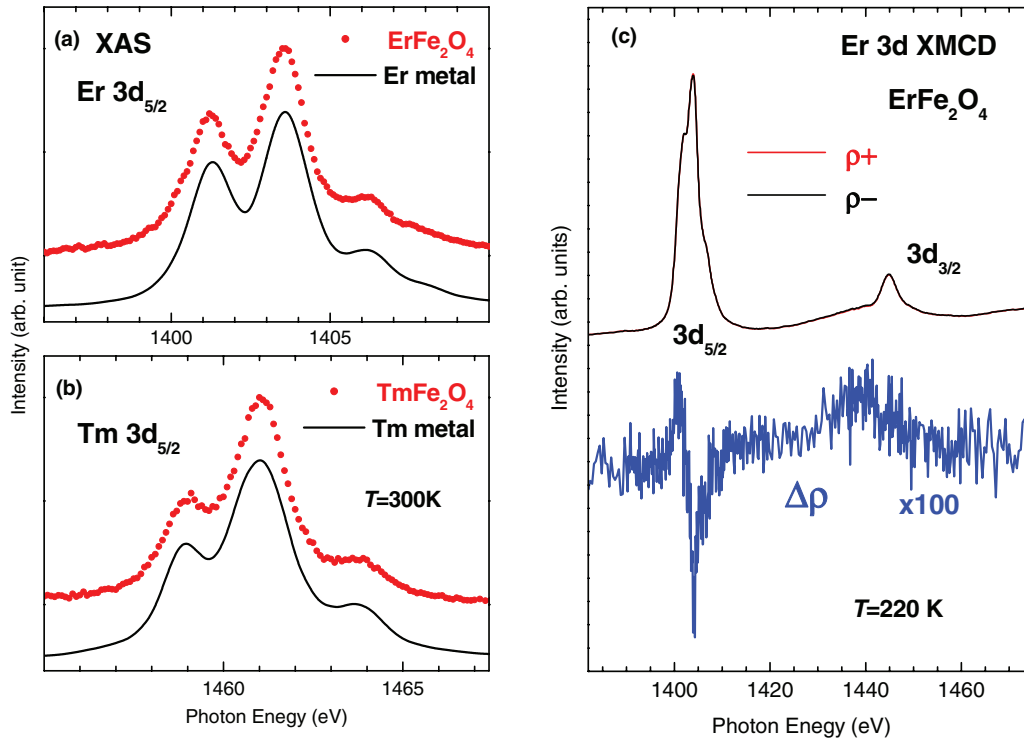 (a) XAS
ErFe₂O₄
Er metal
Er 3d₅/₂
1400 1405
(b)
TmFe₂O₄
Tm metal
Tm 3d₅/₂
T=300K
1460 1465
Photon Enegy (eV)
Intensity (arb. unit)
(c) Er 3d XMCD
ErFe₂O₄
ρ+
ρ−
3d₃/₂
3d₅/₂
Δρ x100
T=220 K
1400 1420 1440 1460
Photon Energy (eV)
Intensity (arb. units)